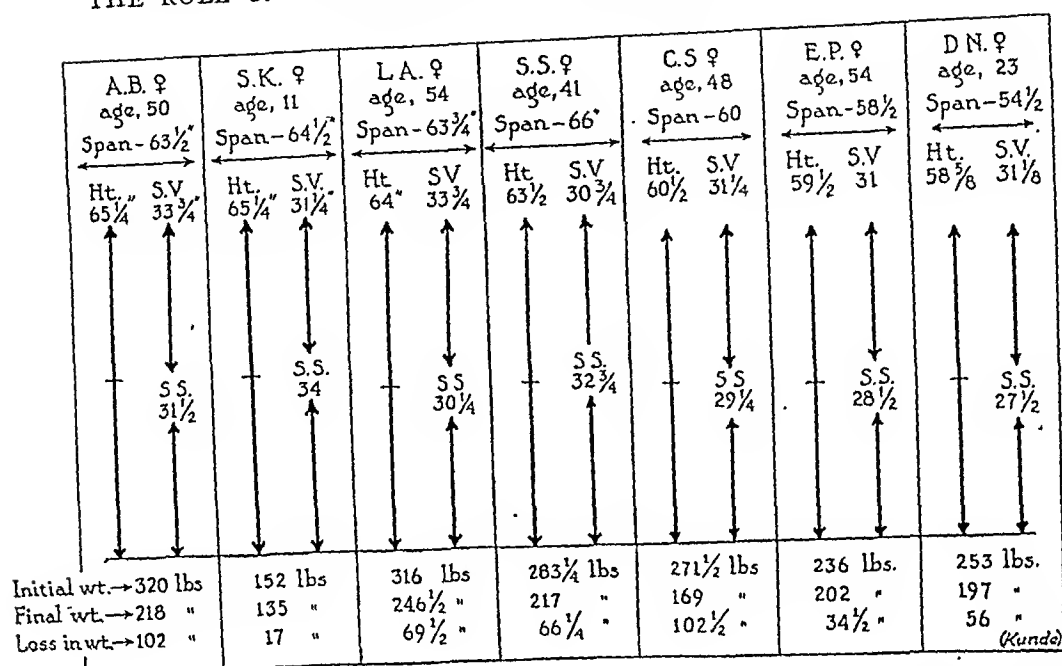 A.B. ♀ S.K. ♀ L.A. ♀ S.S. ♀ C.S ♀ E.P. ♀ D N. ♀
age, 50 age, 11 age, 54 age, 41 age, 48 age, 54 age, 23
Span-63½" Span-64½" Span-63¾" Span-66" Span-60 Span-58½ Span-54½
Ht. S.V. Ht. S.V. Ht. S.V Ht. S.V. Ht. S.V. Ht. S.V Ht. S.V.
65¼" 33¾" 65¼" 31¼" 64" 33¾ 63½ 30¾ 60½ 31¼ 59½ 31 58⅝ 31⅛
S.S. S.S. S.S S.S. S S S.S. S.S.
31½ 34 30¼ 32¾ 29¼ 28½ 27½
Initial wt.→320 lbs 152 lbs 316 lbs 283¼ lbs 271½ lbs 236 lbs. 253 lbs.
Final wt.→218 " 135 " 246½ " 217 " 169 " 202 " 197 "
Loss in wt.→102 " 17 " 69½ " 66¼ " 102½ " 34½ " 56 "
(Kunde)